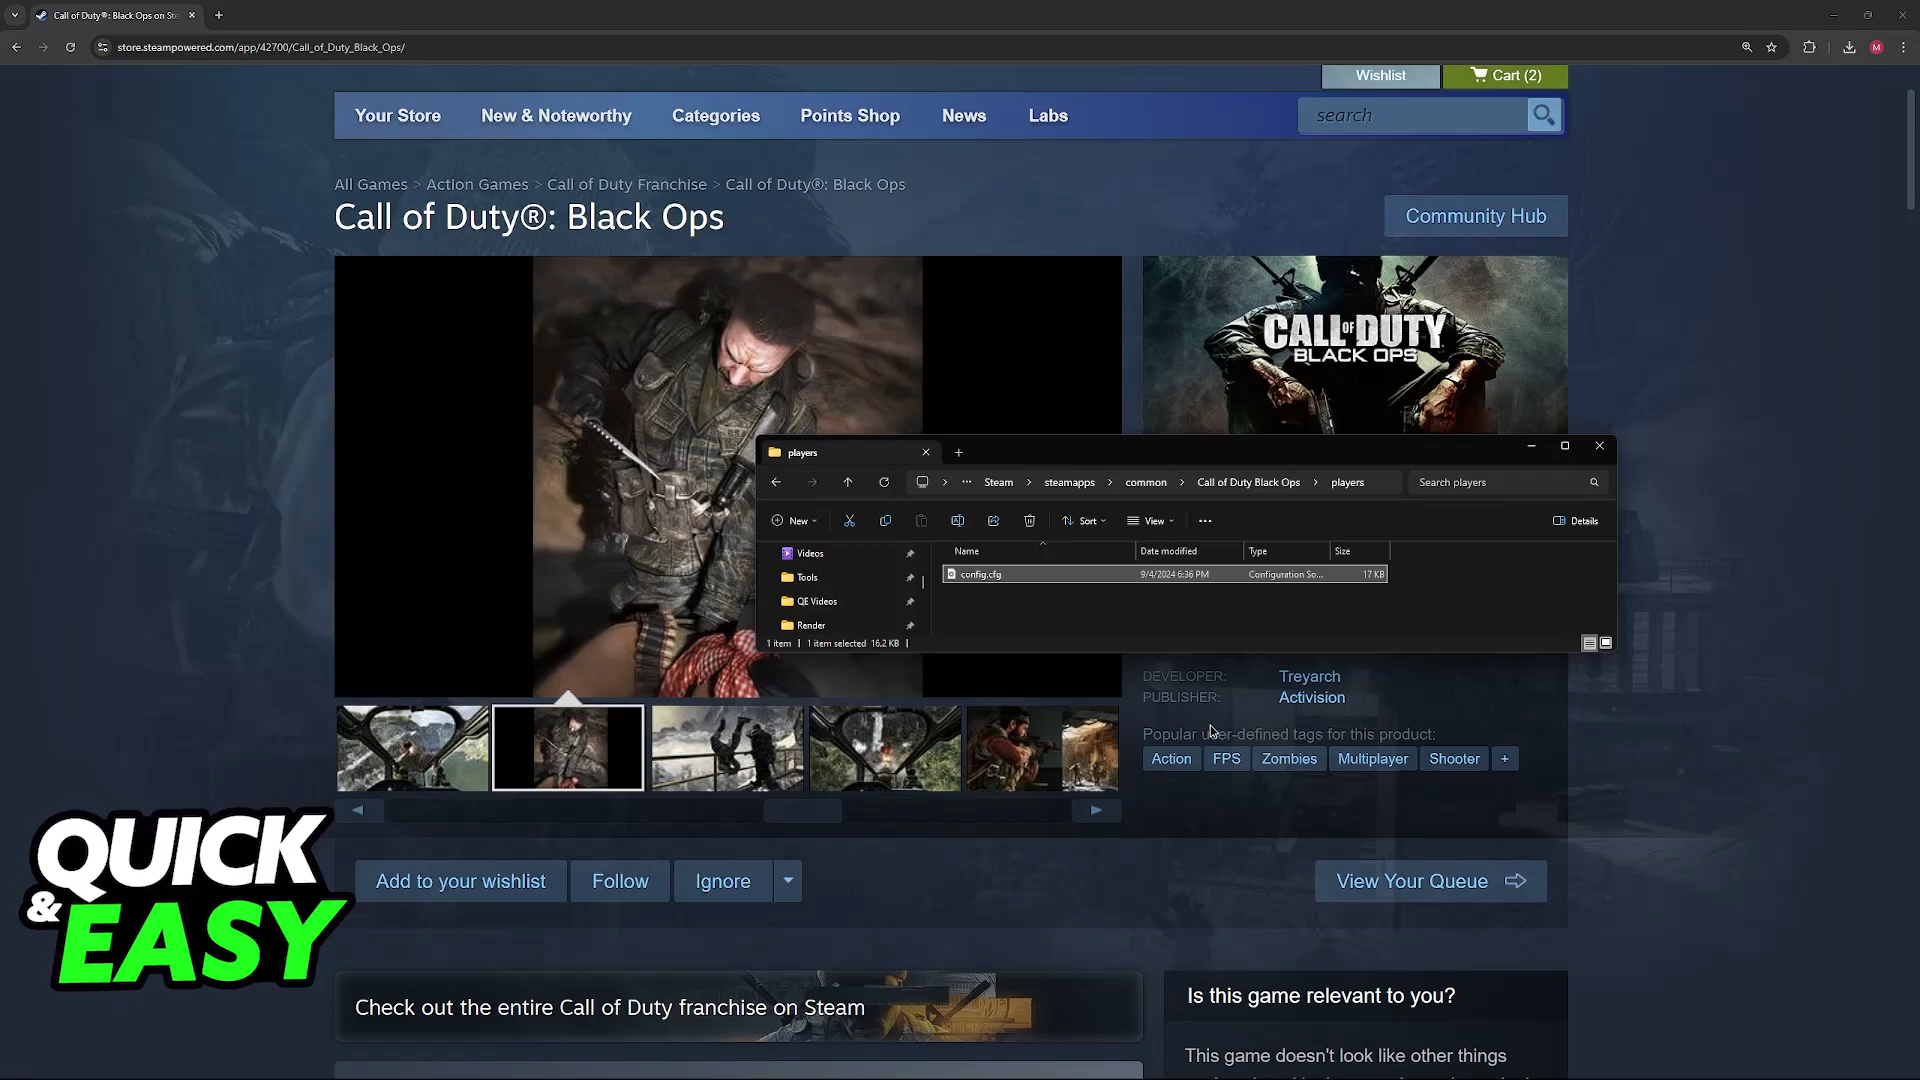 Call of Duty®: Black Ops on Ste
store.steampowered.com/app/42700/Call_of_Duty_Black_Ops/
M
Wishlist
Cart (2)
Your Store
New & Noteworthy
Categories
Points Shop
News
Labs
search
All Games > Action Games > Call of Duty Franchise > Call of Duty®: Black Ops
Call of Duty®: Black Ops
Community Hub
CALL OF DUTY
BLACK OPS
players
Steam > steamapps > common > Call of Duty Black Ops > players
Search players
New
Sort
View
Details
Name
Date modified
Type
Size
Videos
config.cfg
9/4/2024 6:36 PM
Configuration So...
17 KB
Tools
QE Videos
Render
1 item
1 item selected 16.2 KB
DEVELOPER:
Treyarch
PUBLISHER:
Activision
Popular user-defined tags for this product:
Action
FPS
Zombies
Multiplayer
Shooter
+
QUICK
& EASY
Add to your wishlist
Follow
Ignore
View Your Queue
Check out the entire Call of Duty franchise on Steam
Is this game relevant to you?
This game doesn't look like other things